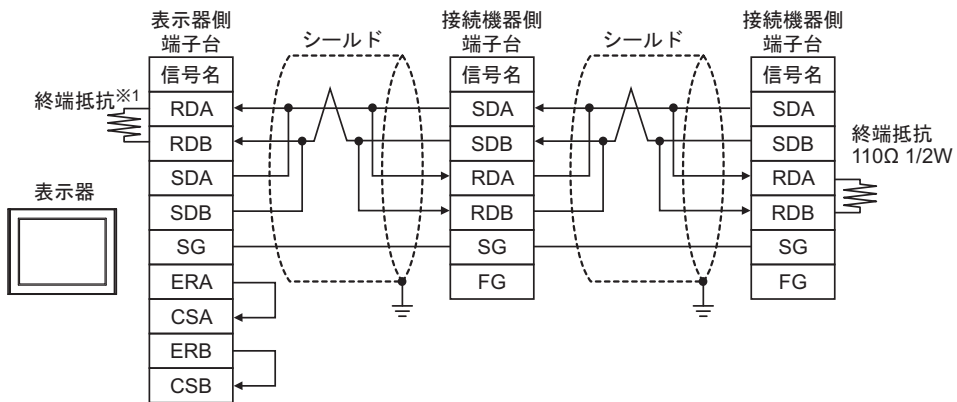 表示器側
端子台
信号名
RDA
RDB
SDA
SDB
SG
ERA
CSA
ERB
CSB
終端抵抗※1
表示器
シールド
接続機器側
端子台
信号名
SDA
SDB
RDA
RDB
SG
FG
シールド
接続機器側
端子台
信号名
SDA
SDB
RDA
RDB
SG
FG
終端抵抗
110Ω 1/2W